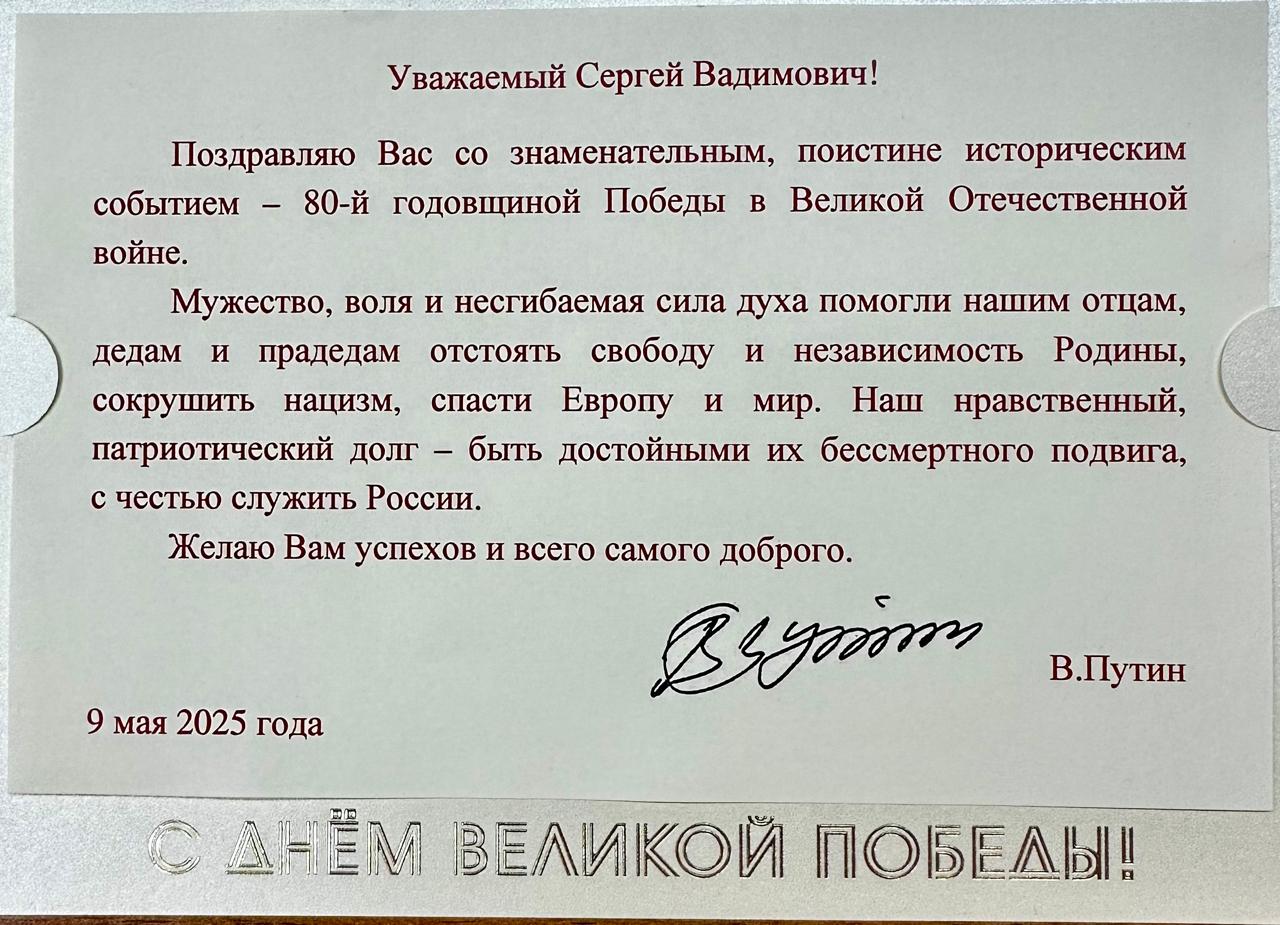 Уважаемый Сергей Вадимович!
Поздравляю Вас со знаменательным, поистине историческим
событием – 80-й годовщиной Победы в Великой Отечественной
войне.
Мужество, воля и несгибаемая сила духа помогли нашим отцам,
дедам и прадедам отстоять свободу и независимость Родины,
сокрушить нацизм, спасти Европу и мир. Наш нравственный,
патриотический долг – быть достойными их бессмертного подвига,
с честью служить России.
Желаю Вам успехов и всего самого доброго.
В.Путин
9 мая 2025 года
С ДНЁМ ВЕЛИКОЙ ПОБЕДЫ!